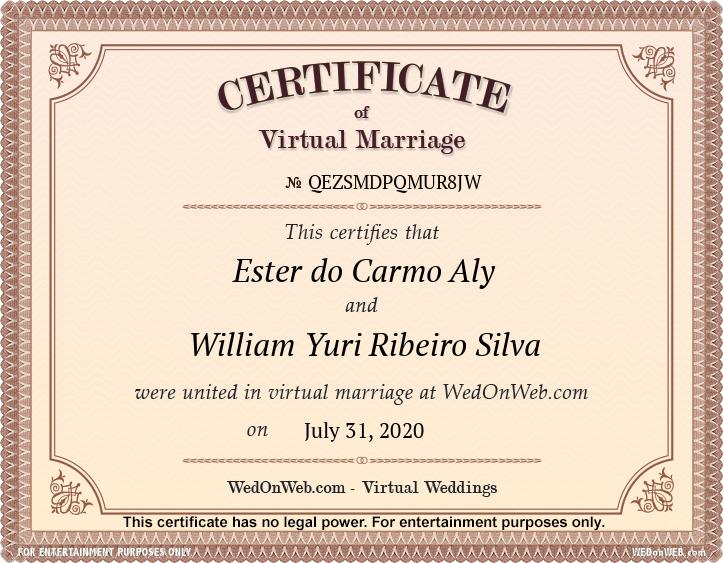 CERTIFICATE
of
Virtual Marriage
№ QEZSMDPQMUR8JW
This certifies that
Ester do Carmo Aly
and
William Yuri Ribeiro Silva
were united in virtual marriage at WedOnWeb.com
on July 31, 2020
WedOnWeb.com - Virtual Weddings
This certificate has no legal power. For entertainment purposes only.
FOR ENTERTAINMENT PURPOSES ONLY
WEDonWEB.com